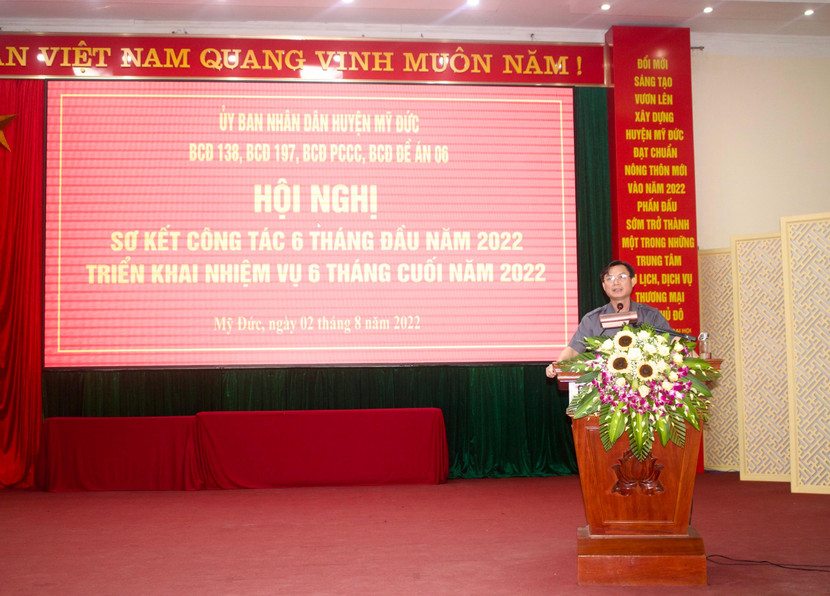 ÂN VIỆT NAM QUANG VINH MUÔN NĂM !
ỦY BAN NHÂN DÂN HUYỆN MỸ ĐỨC
BCĐ 138, BCĐ 197, BCĐ PCCC, BCĐ ĐỀ ÁN 06
HỘI NGHỊ
SƠ KẾT CÔNG TÁC 6 THÁNG ĐẦU NĂM 2022
TRIỂN KHAI NHIỆM VỤ 6 THÁNG CUỐI NĂM 2022
Mỹ Đức, ngày 02 tháng 8 năm 2022
ĐỔI MỚI
SÁNG TẠO
VƯƠN LÊN
XÂY DỰNG
HUYỆN MỸ ĐỨC
ĐẠT CHUẨN
NÔNG THÔN MỚI
VÀO NĂM 2022
PHẤN ĐẤU
SỚM TRỞ THÀNH
MỘT TRONG NHỮNG
TRUNG TÂM
LỊCH, DỊCH VỤ
THƯƠNG MẠI
THỦ ĐÔ